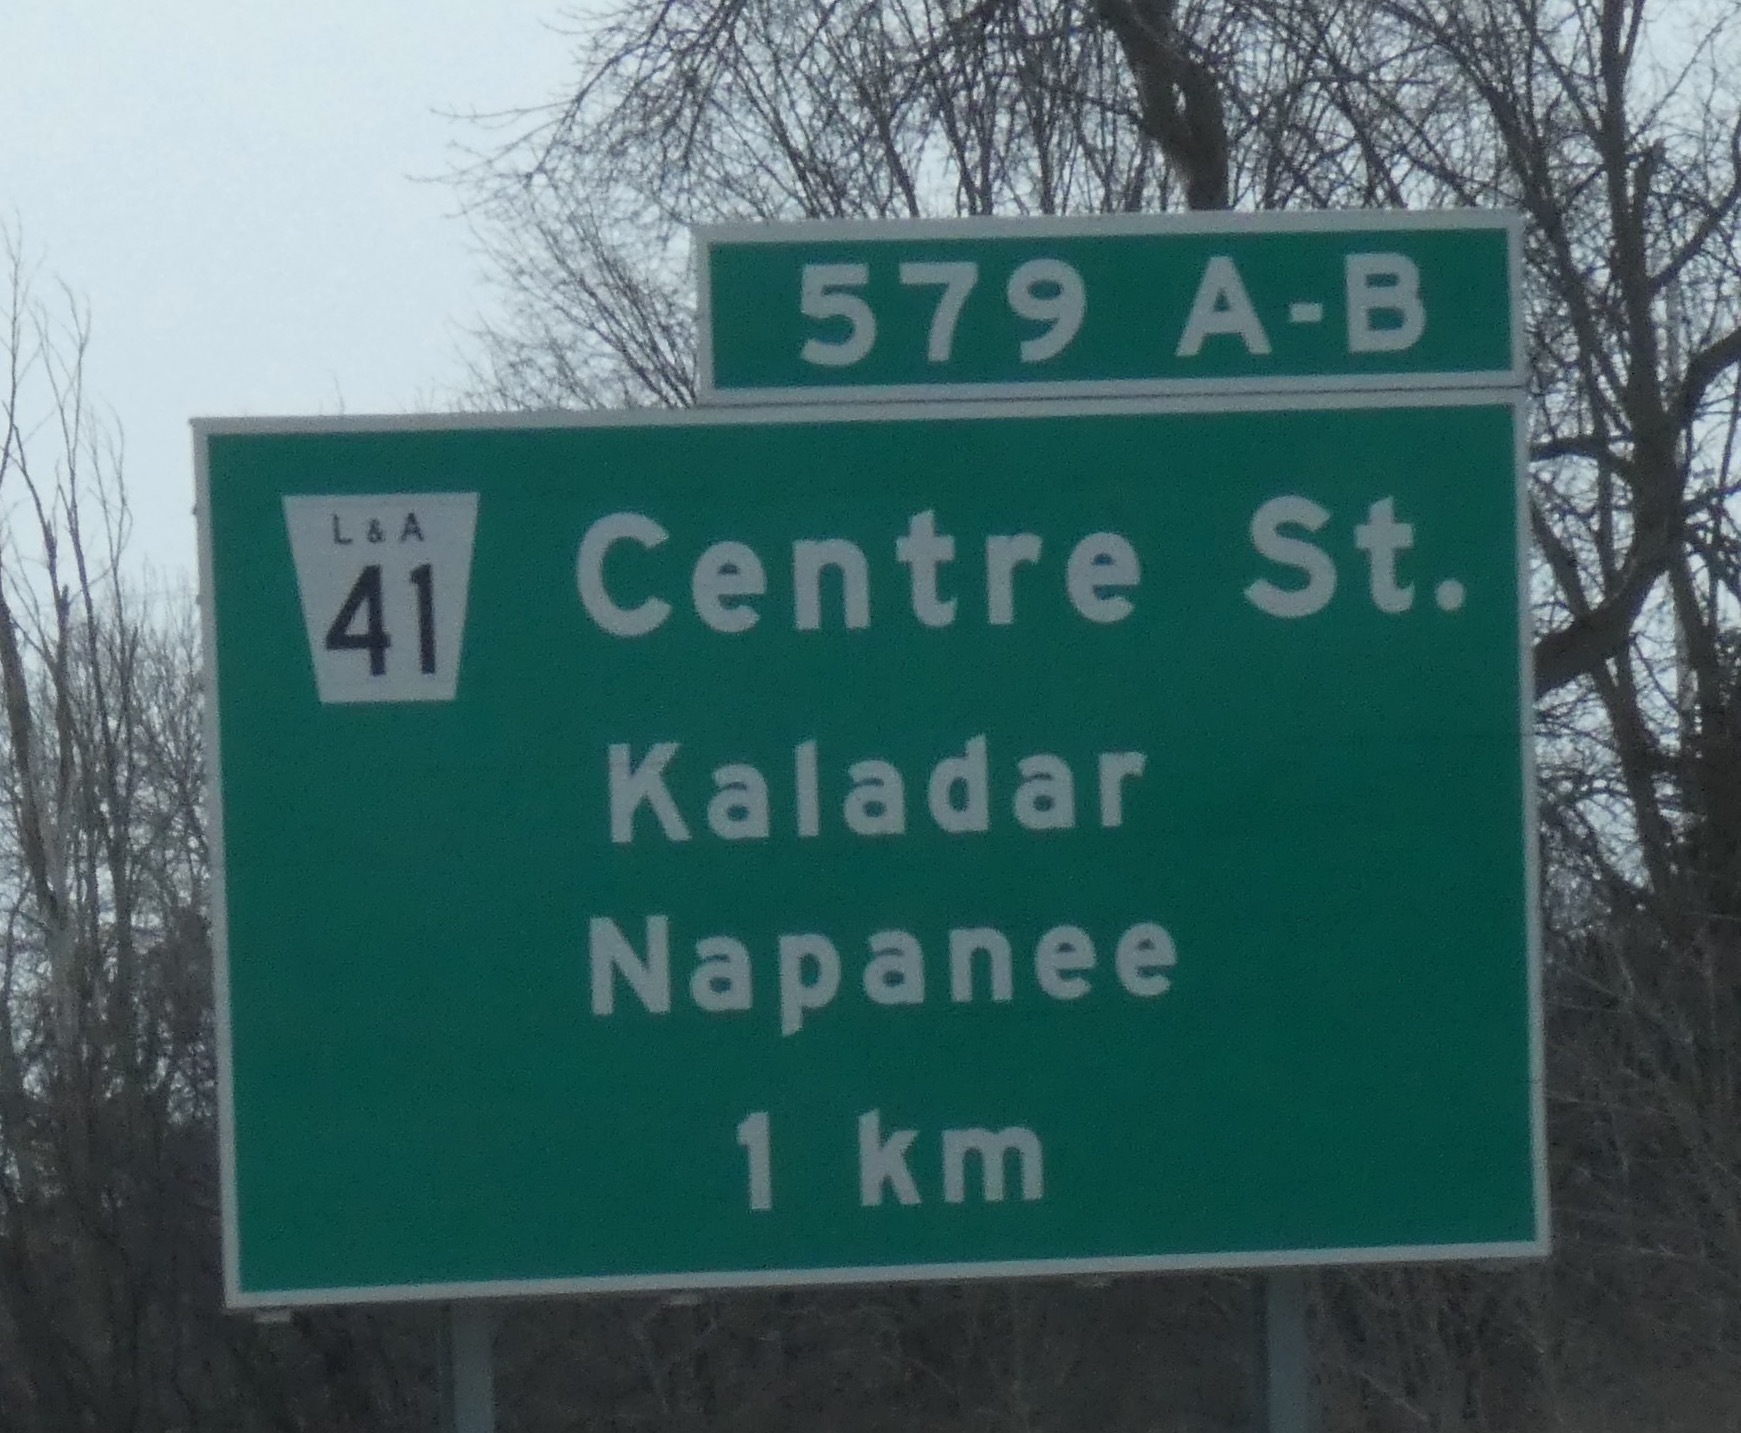 579 A-B
L & A
41
Centre St.
Kaladar
Napanee
1 km